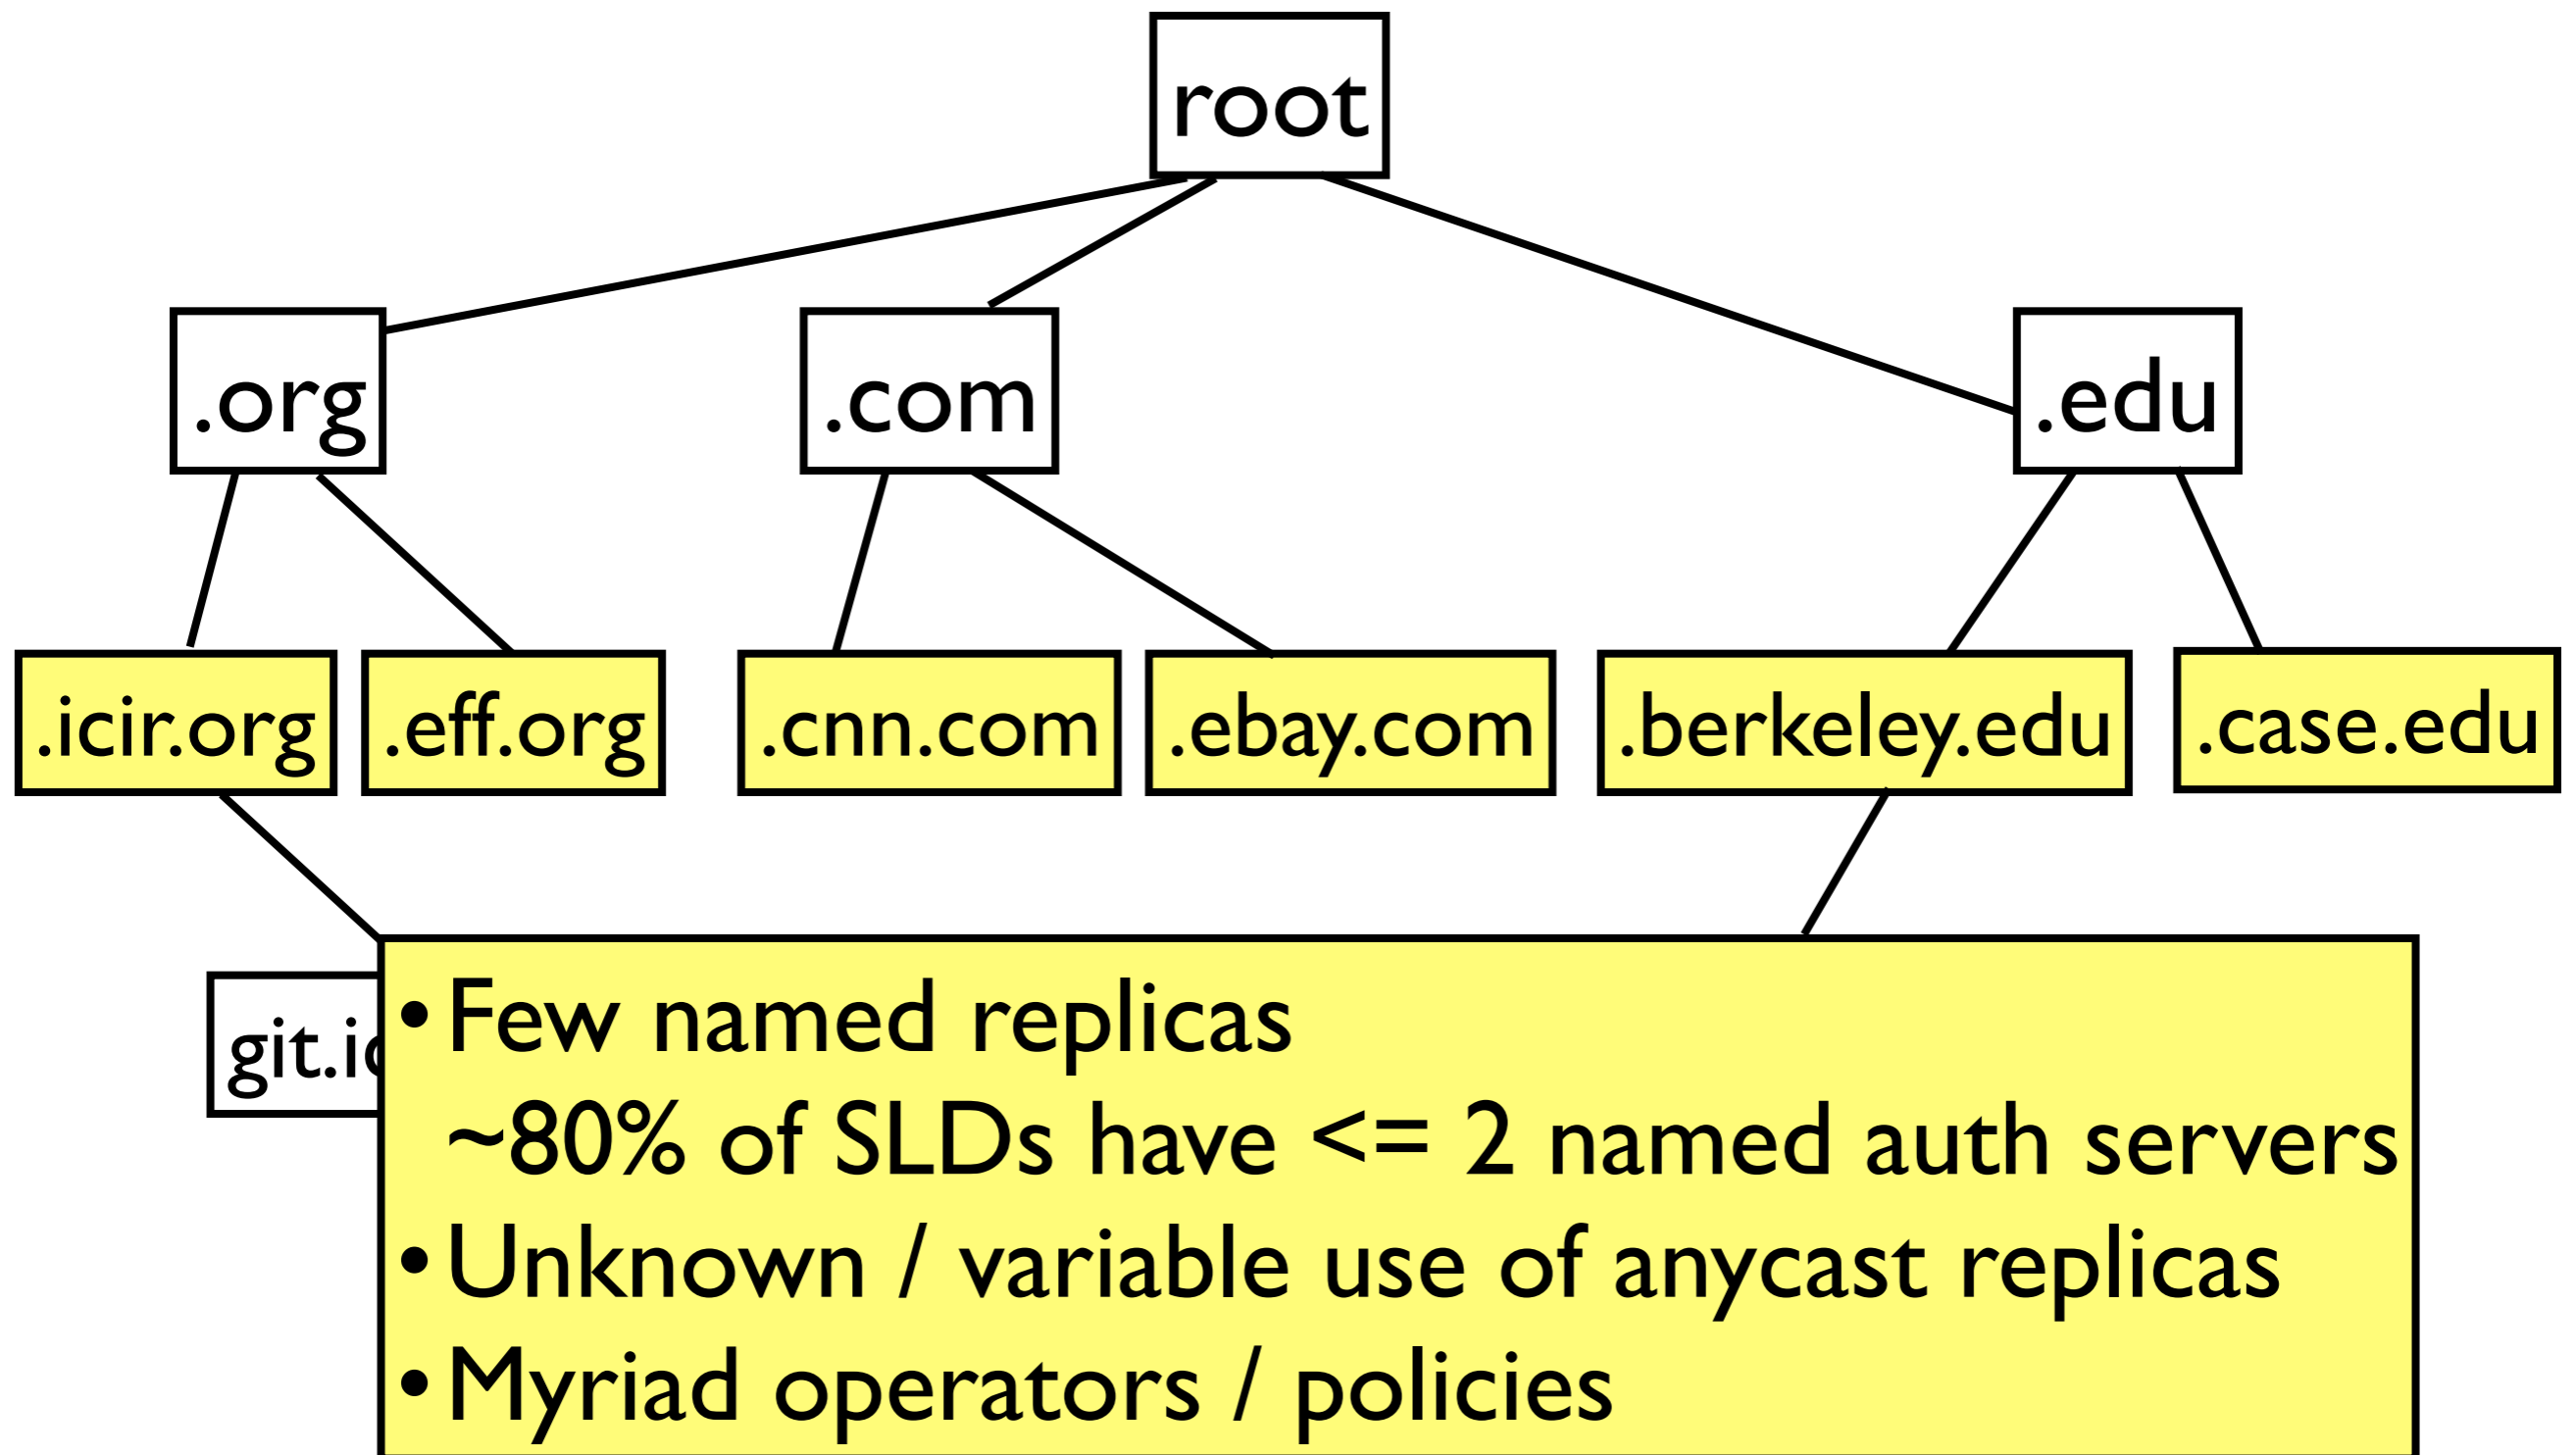 root
.org
.com
.edu
.icir.org
.eff.org
.cnn.com
.ebay.com
.berkeley.edu
.case.edu
• Few named replicas
~80% of SLDs have <= 2 named auth servers
• Unknown / variable use of anycast replicas
• Myriad operators / policies